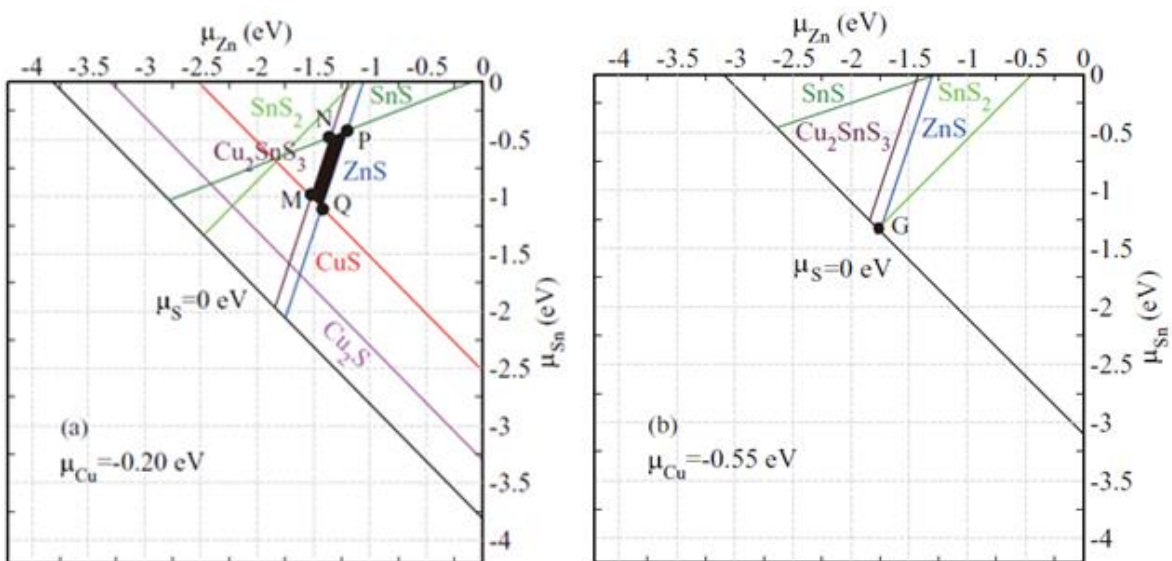 μZn (eV)
-4 -3.5 -3 -2.5 -2 -1.5 -1 -0.5 0
0
SnS2
N
SnS
-0.5
P
Cu2SnS3
ZnS
-1
M
Q
-1.5
CuS
μS=0 eV
-2
Cu2S
-2.5
-3
(a)
μCu=-0.20 eV
-3.5
-4
μSn (eV)
μZn (eV)
-4 -3.5 -3 -2.5 -2 -1.5 -1 -0.5 0
0
SnS
SnS2
-0.5
Cu2SnS3
ZnS
-1
G
-1.5
μS=0 eV
-2
-2.5
-3
(b)
μCu=-0.55 eV
-3.5
-4
μSn (eV)